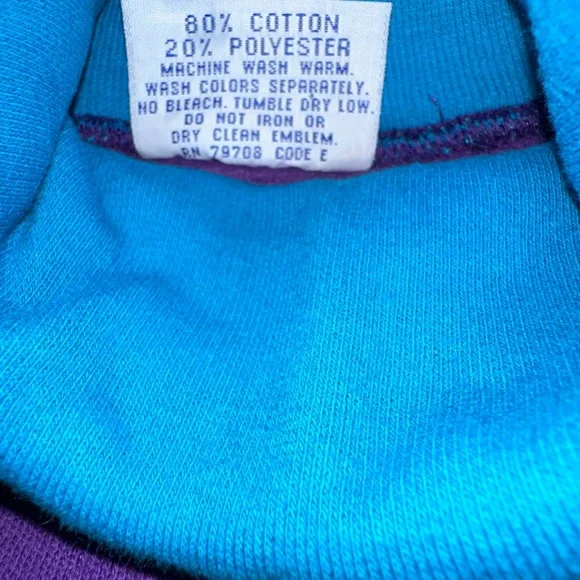 80% COTTON
20% POLYESTER
MACHINE WASH WARM.
WASH COLORS SEPARATELY.
NO BLEACH. TUMBLE DRY LOW.
DO NOT IRON OR
DRY CLEAN EMBLEM.
RN 79708 CODE E